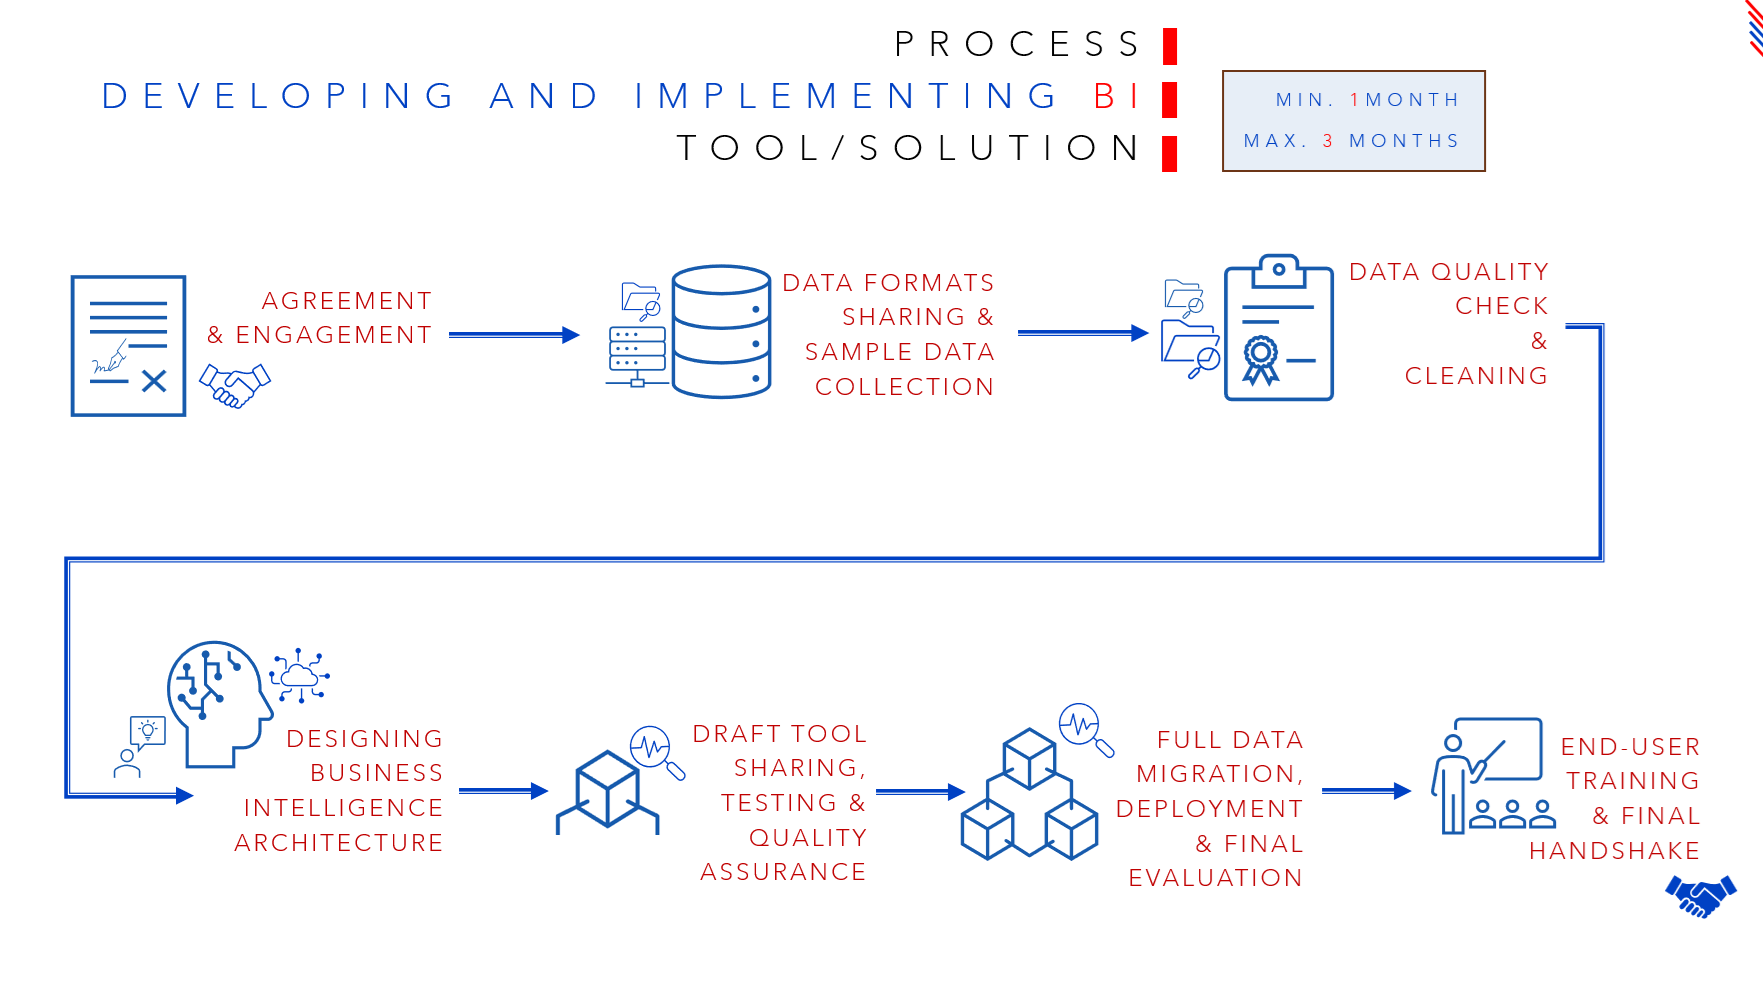 PROCESS
DEVELOPING AND IMPLEMENTING BI
TOOL/SOLUTION
MIN. 1 MONTH
MAX. 3 MONTHS
AGREEMENT
& ENGAGEMENT
DATA FORMATS
SHARING &
SAMPLE DATA
COLLECTION
DATA QUALITY
CHECK
&
CLEANING
DESIGNING
BUSINESS
INTELLIGENCE
ARCHITECTURE
DRAFT TOOL
SHARING,
TESTING &
QUALITY
ASSURANCE
FULL DATA
MIGRATION,
DEPLOYMENT
& FINAL
EVALUATION
END-USER
TRAINING
& FINAL
HANDSHAKE